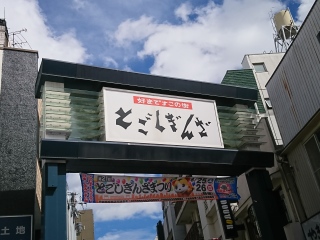 好きですこの街
とごしぎんざ
とごしぎんざまつり
土地